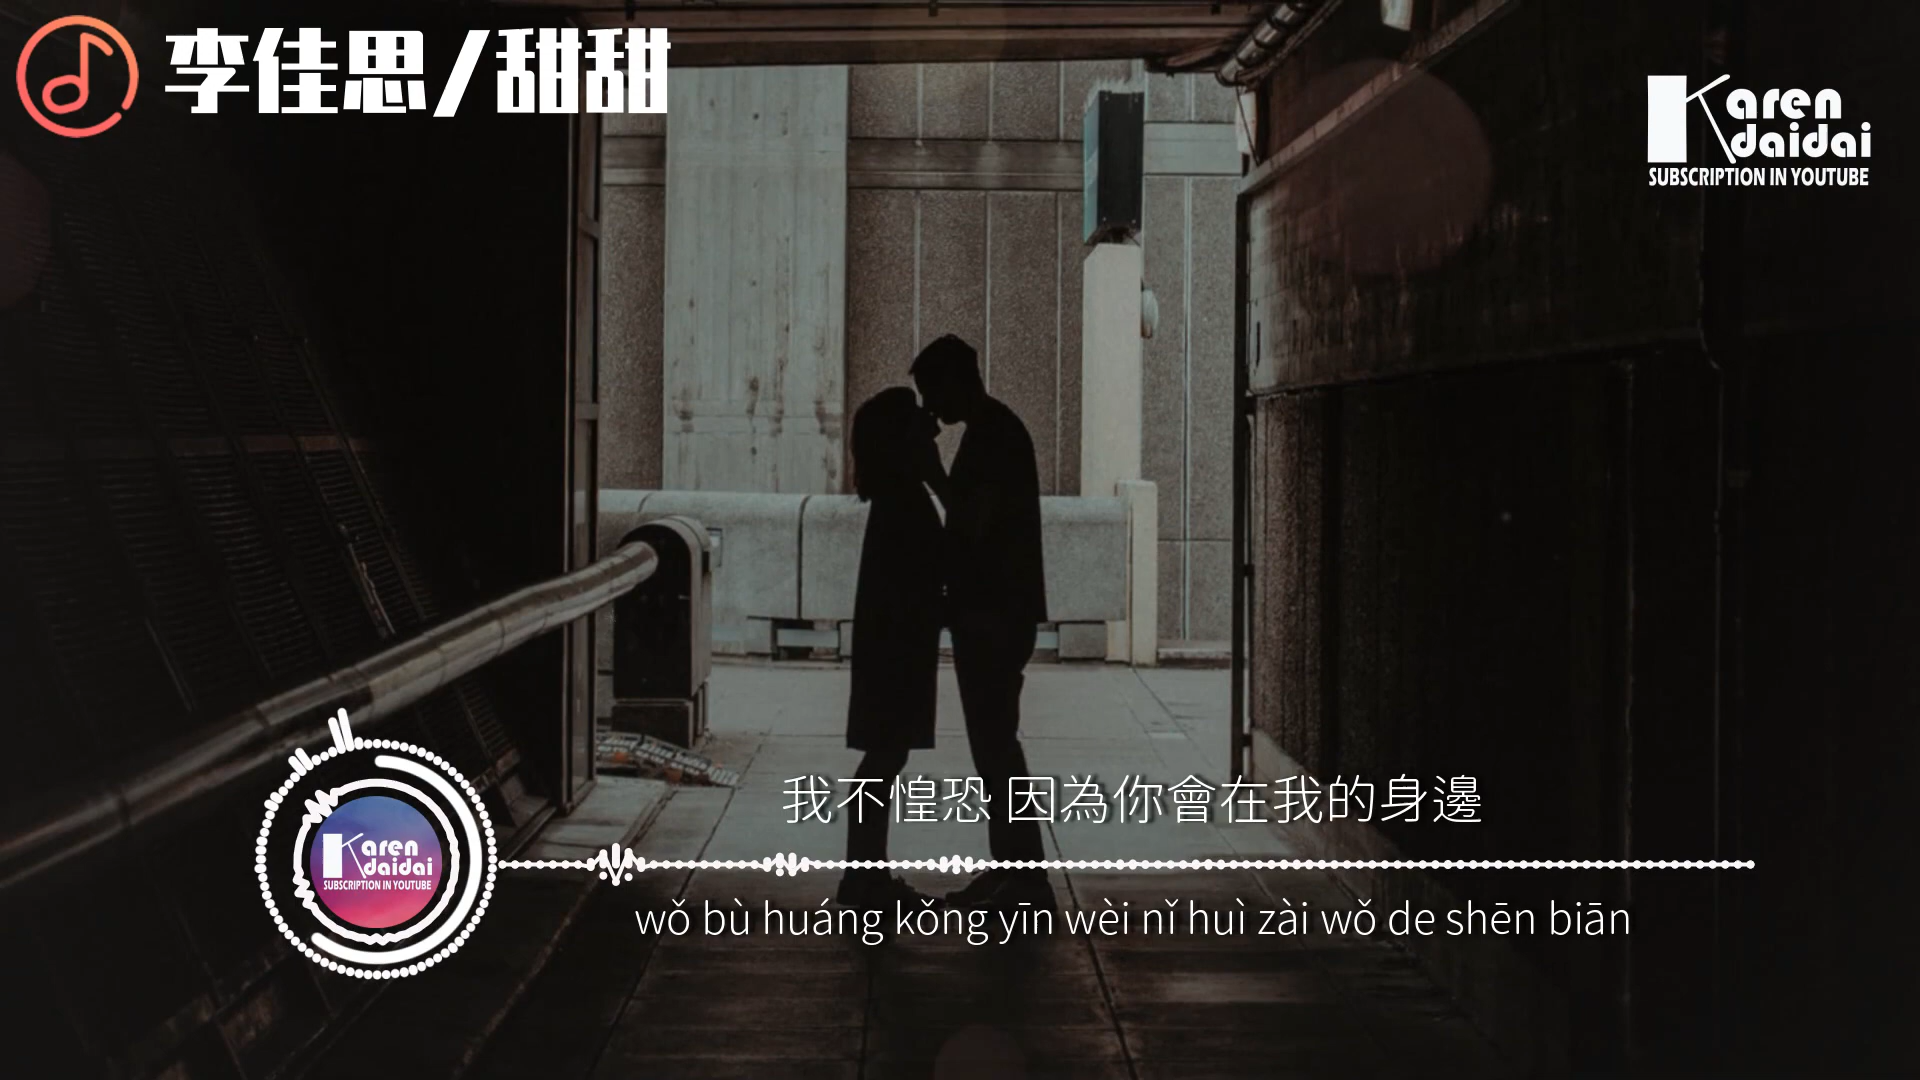 李佳思/甜甜
Karen
daidai
SUBSCRIPTION IN YOUTUBE
我不惶恐 因為你會在我的身邊
wǒ bù huáng kǒng yīn wèi nǐ huì zài wǒ de shēn biān
Karen
daidai
SUBSCRIPTION IN YOUTUBE